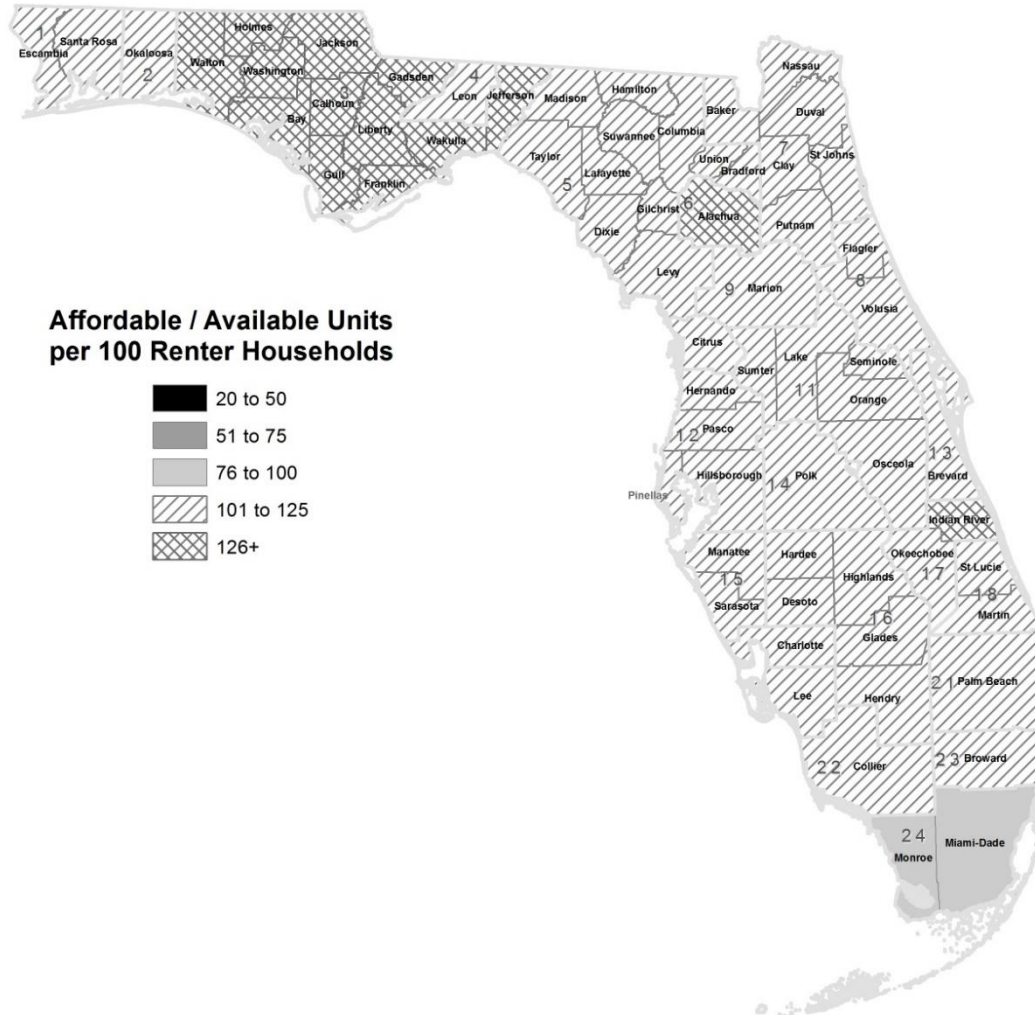 Holmes
Jackson
1
Santa Rosa
Escambia
Okaloosa
2
Walton
Washington
Gadsden
3
Calhoun
4
Leon
Jefferson
Madison
Hamilton
Nassau
Bay
Liberty
Wakulla
Gulf
Franklin
Suwannee
Columbia
Baker
Duval
7
Clay
St Johns
Taylor
5
Lafayette
Union
Bradford
Gilchrist
6
Alachua
Putnam
Dixie
Flagler
8
Levy
9
Marion
Volusia
Affordable / Available Units
per 100 Renter Households
20 to 50
51 to 75
76 to 100
101 to 125
126+
Citrus
Sumter
Lake
Seminole
Hernando
11
Orange
Pasco
12
Osceola
13
Brevard
Hillsborough
14
Polk
Pinellas
Indian River
Manatee
Hardee
Okeechobee
15
Highlands
17
St Lucie
Sarasota
Desoto
18
16
Martin
Charlotte
Glades
Lee
Hendry
21
Palm Beach
22
Collier
23
Broward
24
Monroe
Miami-Dade